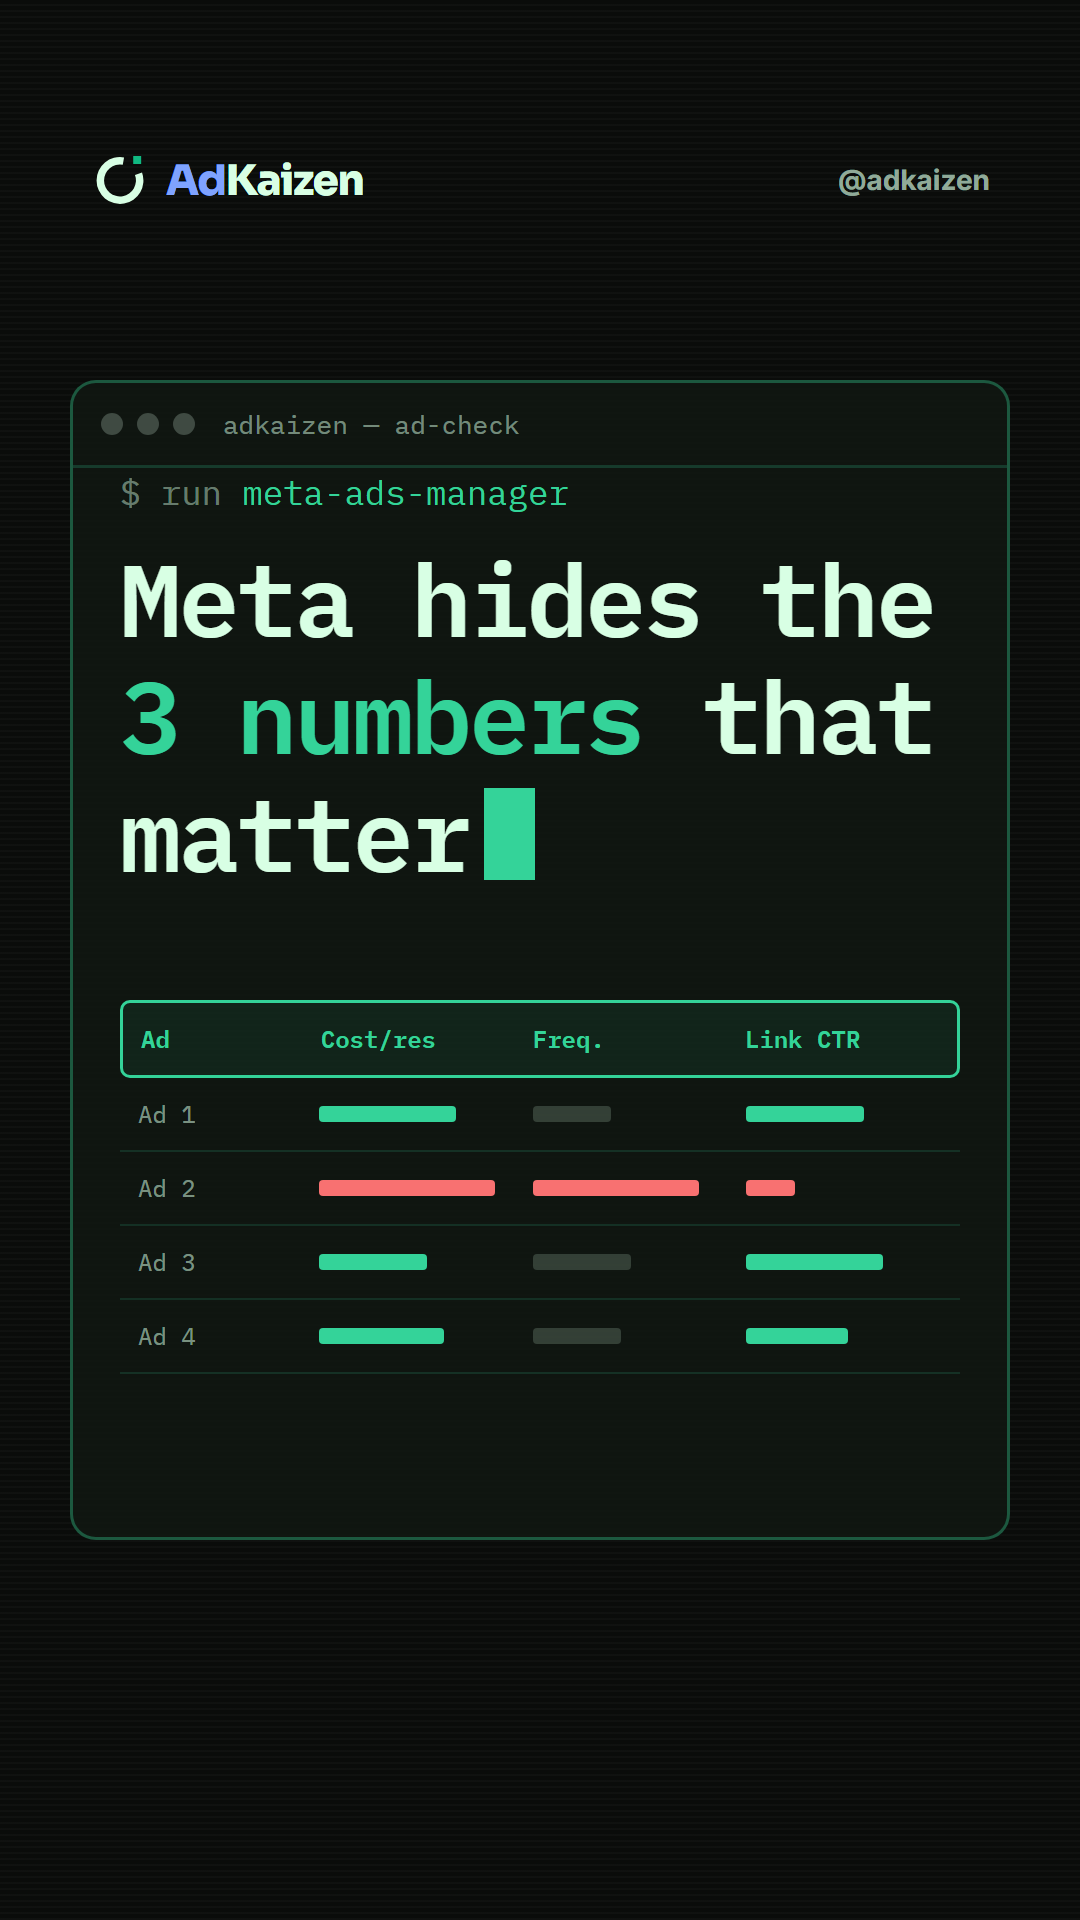 AdKaizen
@adkaizen
adkaizen — ad-check
$ run meta-ads-manager
Meta hides the
3 numbers that
matter
Ad Cost/res Freq. Link CTR
Ad 1
Ad 2
Ad 3
Ad 4